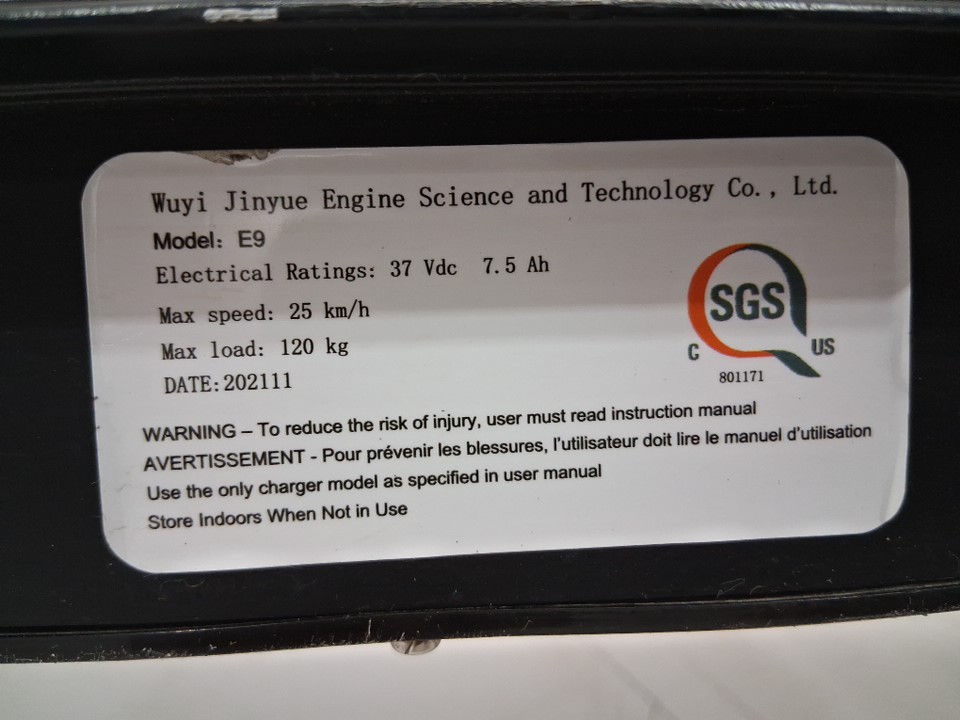 Wuyi Jinyue Engine Science and Technology Co., Ltd.
Model: E9
Electrical Ratings: 37 Vdc 7.5 Ah
Max speed: 25 km/h
Max load: 120 kg
DATE:202111
SGS
C US
801171
WARNING – To reduce the risk of injury, user must read instruction manual
AVERTISSEMENT - Pour prévenir les blessures, l'utilisateur doit lire le manuel d'utilisation
Use the only charger model as specified in user manual
Store Indoors When Not in Use